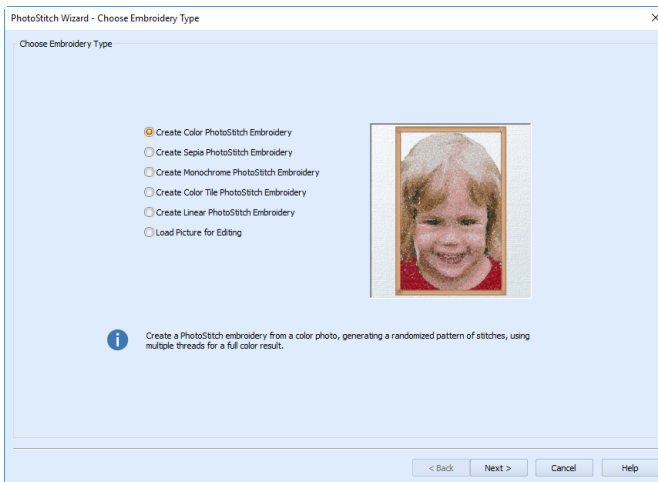 PhotoStitch Wizard - Choose Embroidery Type
Choose Embroidery Type
Create Color PhotoStitch Embroidery
Create Sepia PhotoStitch Embroidery
Create Monochrome PhotoStitch Embroidery
Create Color Tile PhotoStitch Embroidery
Create Linear PhotoStitch Embroidery
Load Picture for Editing
Create a PhotoStitch embroidery from a color photo, generating a randomized pattern of stitches, using
multiple threads for a full color result.
< Back Next > Cancel Help